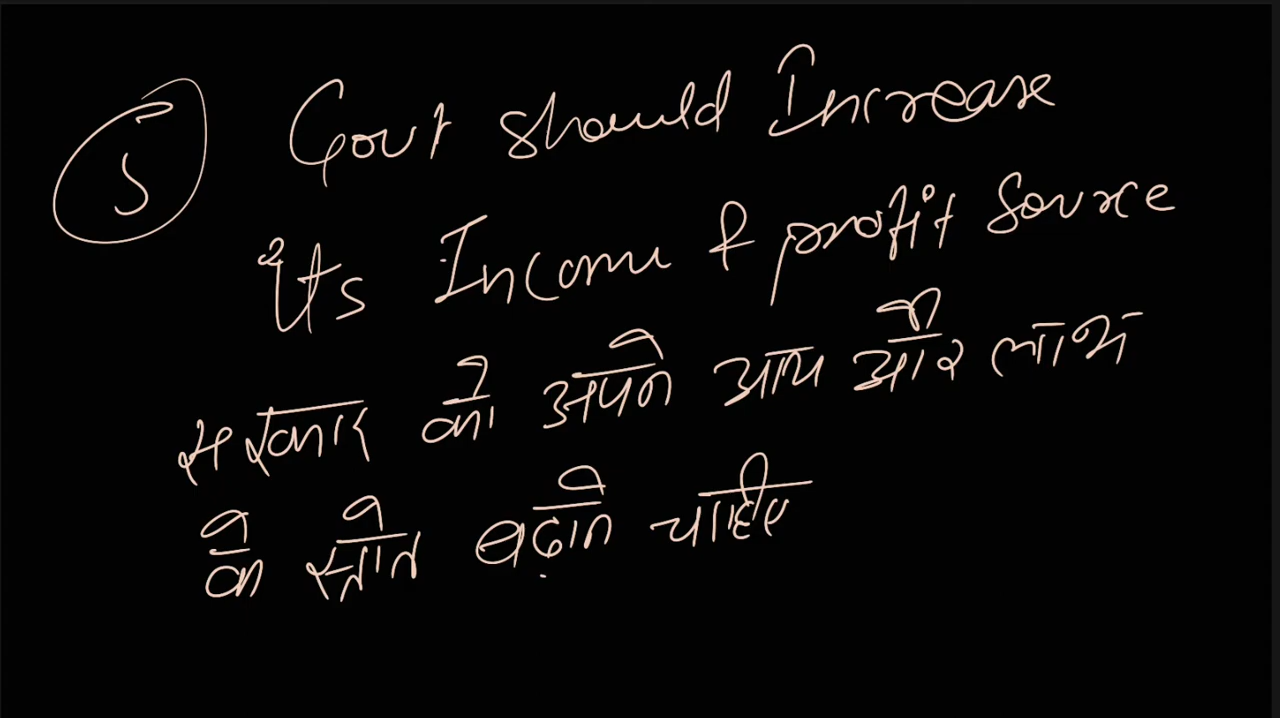 5 Govt should Increase
its Income & profit source
सरकार को अपने आय और लाभ
के स्त्रोत बढ़ाने चाहीए